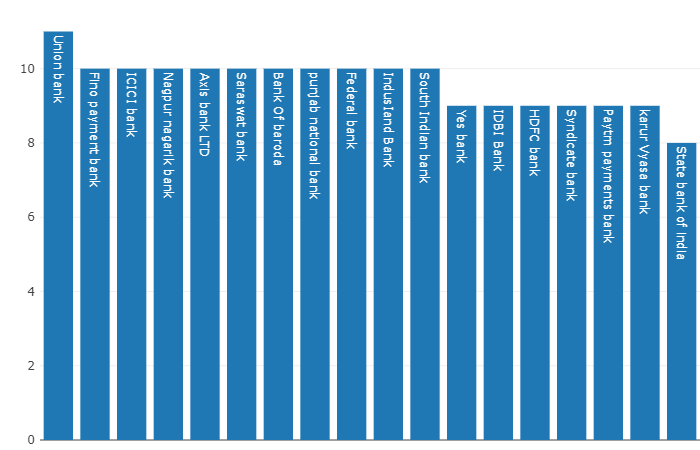 10
8
6
4
2
0
Union bank
Fino payment bank
ICICI bank
Nagpur nagarik bank
Axis bank LTD
Saraswat bank
Bank Of baroda
punjab national bank
Federal bank
IndusIand Bank
South Indian bank
Yes bank
IDBI Bank
HDFC bank
Syndicate bank
Paytm payments bank
karur Vyasa bank
State bank of India